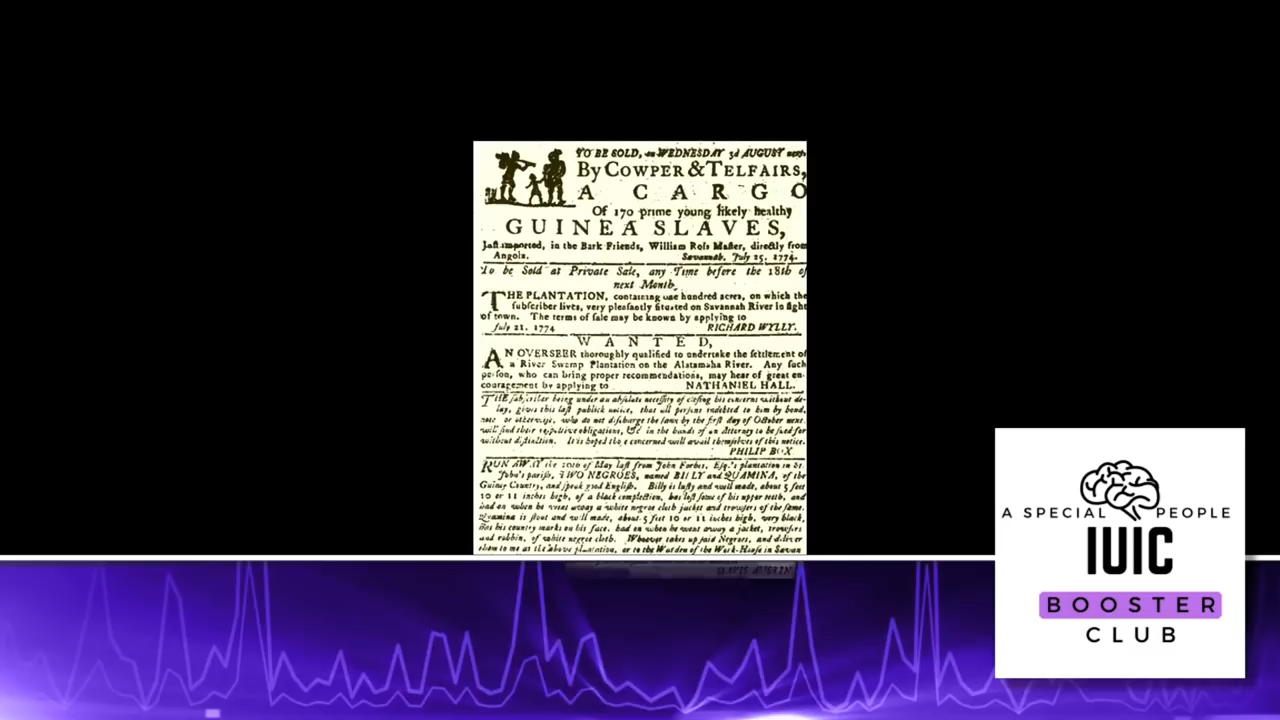 TO BE SOLD, on WEDNESDAY 3d AUGUST next,
By COWPER & TELFAIRS,
A CARGO
Of 170 prime young likely healthy
GUINEA SLAVES,
Just imported, in the Bark Friends, William Ross Master, directly from
Angola. Savannah, July 25, 1774.
To be Sold at Private Sale, any Time before the 18th of
next Month,
THE PLANTATION, containing one hundred acres, on which the
subscriber lives, very pleasantly situated on Savannah River in sight
of town. The terms of sale may be known by applying to
July 21. 1774 RICHARD WYLLY.
WANTED,
AN OVERSEER thoroughly qualified to undertake the settlement of
a River Swamp Plantation on the Alatamaha River. Any such
person, who can bring proper recommendations, may hear of great en-
couragement by applying to NATHANIEL HALL.
THE subscriber being under an absolute necessity of closing his concerns without de-
lay, gives this last publick notice, that all persons indebted to him by bond,
note or otherwise, who do not discharge the same by the first day of October next.
will find their respective obligations, &c in the hands of an Attorney to be sued for
without distinction. It is hoped the concerned will avail themselves of this notice.
PHILIP BOX
RUN AWAY the 20th of May last from John Forbes, Esq.'s plantation in St.
John's parish, TWO NEGROES, named BILLY and QUAMINA, of the
Guiney Country, and speak good English. Billy is lusty and well made, about 5 feet
10 or 11 inches high, of a black complection, has lost some of his upper teeth, and
had on when he went away a white negroe cloth jacket and trowsers of the same.
Quamina is stout and well made, about 5 feet 10 or 11 inches high, very black,
has his country marks on his face, had on when he went away a jacket, trowsers
and robbin, of white negroe cloth. Whoever takes up said Negroes, and deliver
them to me at the above plantation, or to the Warden of the Work-House in Savan
A SPECIAL PEOPLE
IUIC
BOOSTER
CLUB